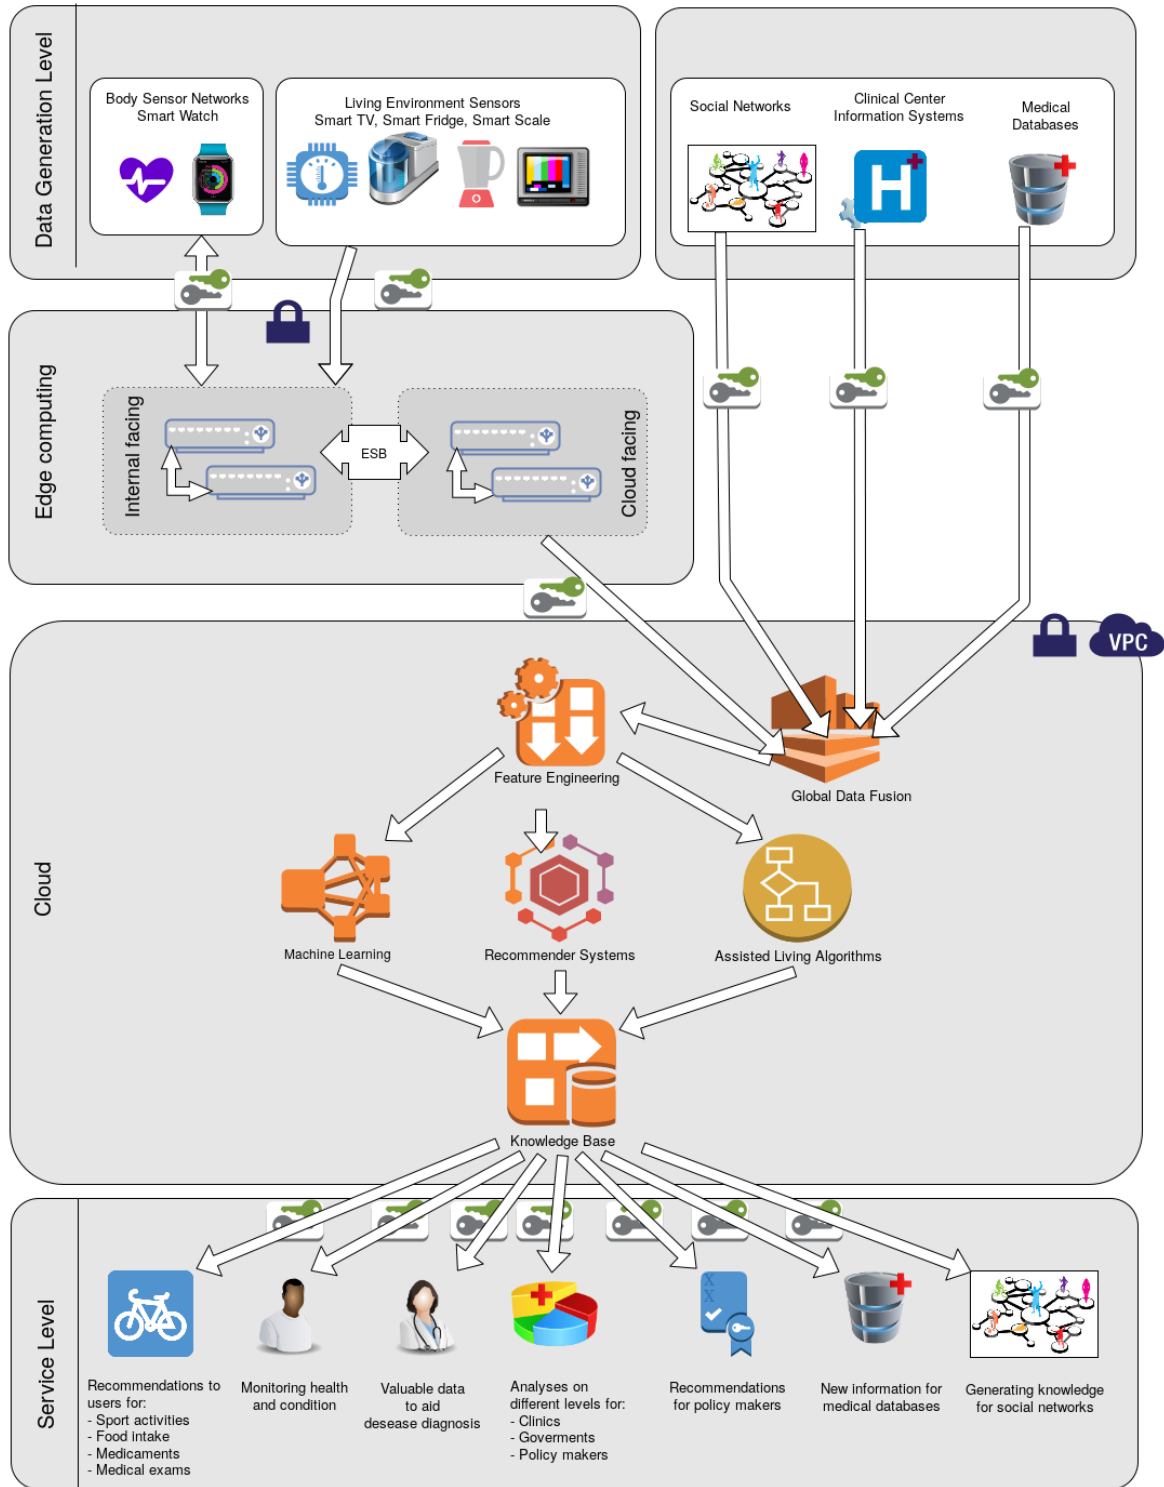 Data Generation Level
Body Sensor Networks
Smart Watch
Living Environment Sensors
Smart TV, Smart Fridge, Smart Scale
Social Networks
Clinical Center
Information Systems
Medical
Databases
H
Edge computing
Internal facing
ESB
Cloud facing
VPC
Cloud
Feature Engineering
Global Data Fusion
Machine Learning
Recommender Systems
Assisted Living Algorithms
Knowledge Base
Service Level
X
X
Recommendations to
users for:
- Sport activities
- Food intake
- Medicaments
- Medical exams
Monitoring health
and condition
Valuable data
to aid
desease diagnosis
Analyses on
different levels for:
- Clinics
- Goverments
- Policy makers
Recommendations
for policy makers
New information for
medical databases
Generating knowledge
for social networks